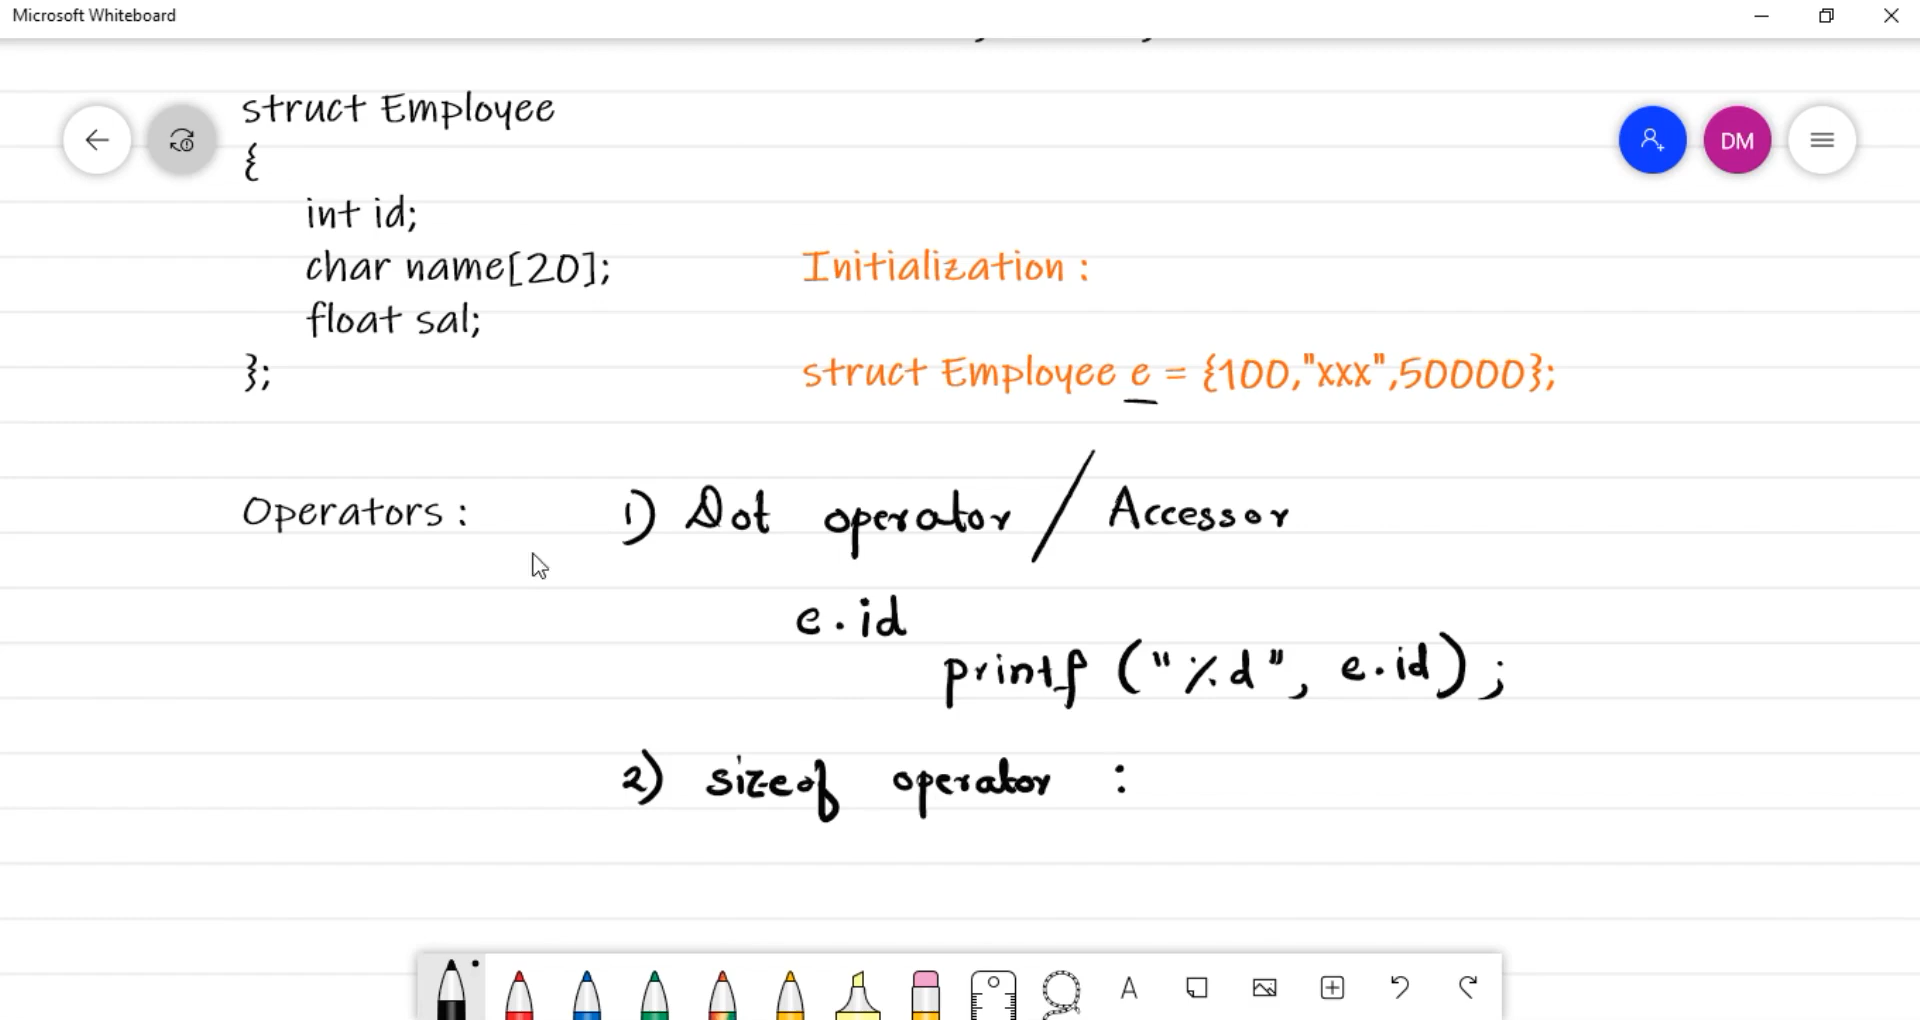 Microsoft Whiteboard
struct Employee
{
int id;
char name[20];
float sal;
};
Initialization :
struct Employee e = {100,"xxx",50000};
DM
Operators :
1) Dot operator / Accessor
e.id
printf ("%d", e.id);
2) sizeof operator :
A